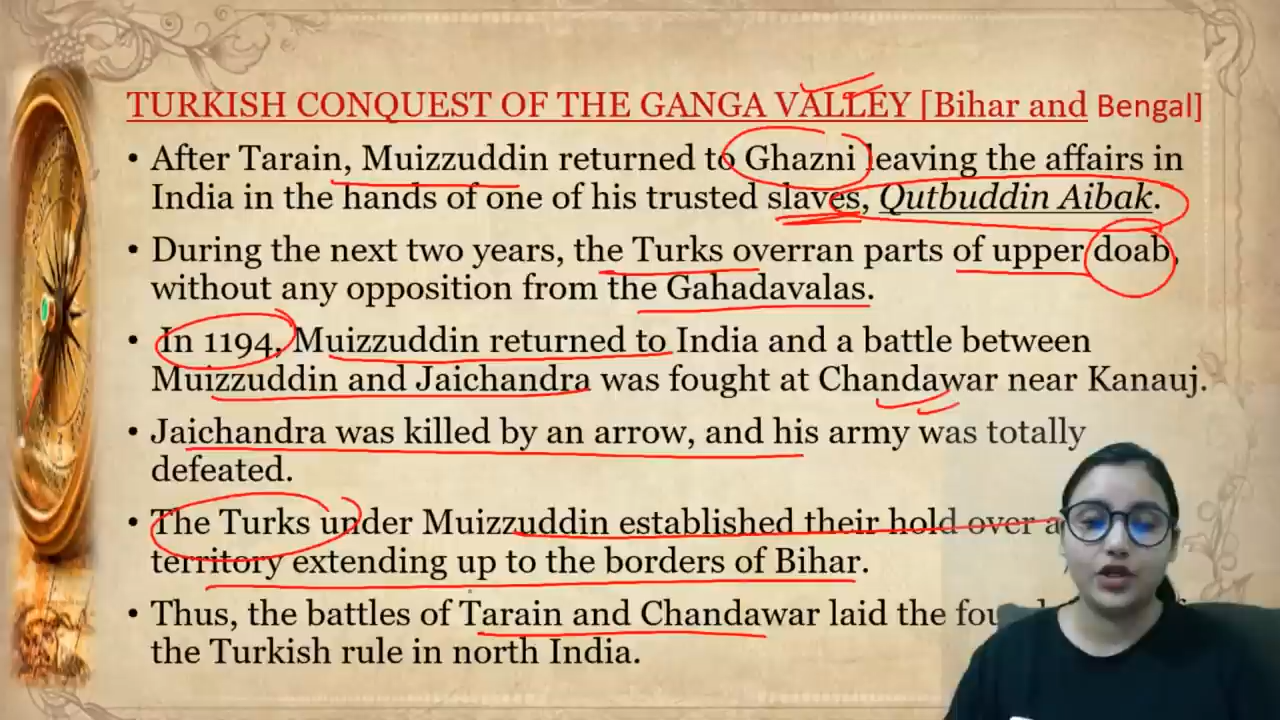 TURKISH CONQUEST OF THE GANGA VALLEY [Bihar and Bengal]
• After Tarain, Muizzuddin returned to Ghazni leaving the affairs in
India in the hands of one of his trusted slaves, Qutbuddin Aibak.
• During the next two years, the Turks overran parts of upper doab,
without any opposition from the Gahadavalas.
• In 1194, Muizzuddin returned to India and a battle between
Muizzuddin and Jaichandra was fought at Chandawar near Kanauj.
• Jaichandra was killed by an arrow, and his army was totally
defeated.
• The Turks under Muizzuddin established their hold over
territory extending up to the borders of Bihar.
• Thus, the battles of Tarain and Chandawar laid the
the Turkish rule in north India.